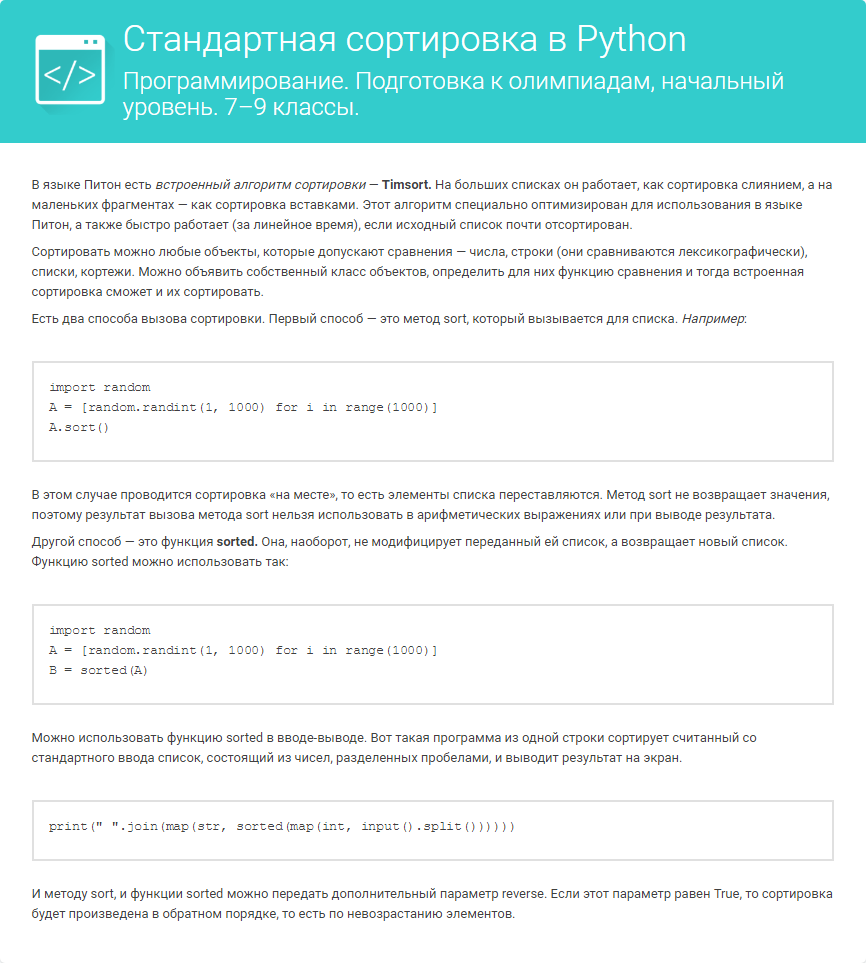 </>
Стандартная сортировка в Python
Программирование. Подготовка к олимпиадам, начальный
уровень. 7–9 классы.
В языке Питон есть встроенный алгоритм сортировки — Timsort. На больших списках он работает, как сортировка слиянием, а на
маленьких фрагментах — как сортировка вставками. Этот алгоритм специально оптимизирован для использования в языке
Питон, а также быстро работает (за линейное время), если исходный список почти отсортирован.
Сортировать можно любые объекты, которые допускают сравнения — числа, строки (они сравниваются лексикографически),
списки, кортежи. Можно объявить собственный класс объектов, определить для них функцию сравнения и тогда встроенная
сортировка сможет и их сортировать.
Есть два способа вызова сортировки. Первый способ — это метод sort, который вызывается для списка. Например:
import random
A = [random.randint(1, 1000) for i in range(1000)]
A.sort()
В этом случае проводится сортировка «на месте», то есть элементы списка переставляются. Метод sort не возвращает значения,
поэтому результат вызова метода sort нельзя использовать в арифметических выражениях или при выводе результата.
Другой способ — это функция sorted. Она, наоборот, не модифицирует переданный ей список, а возвращает новый список.
Функцию sorted можно использовать так:
import random
A = [random.randint(1, 1000) for i in range(1000)]
B = sorted(A)
Можно использовать функцию sorted в вводе-выводе. Вот такая программа из одной строки сортирует считанный со
стандартного ввода список, состоящий из чисел, разделенных пробелами, и выводит результат на экран.
print(" ".join(map(str, sorted(map(int, input().split())))))
И методу sort, и функции sorted можно передать дополнительный параметр reverse. Если этот параметр равен True, то сортировка
будет произведена в обратном порядке, то есть по невозрастанию элементов.